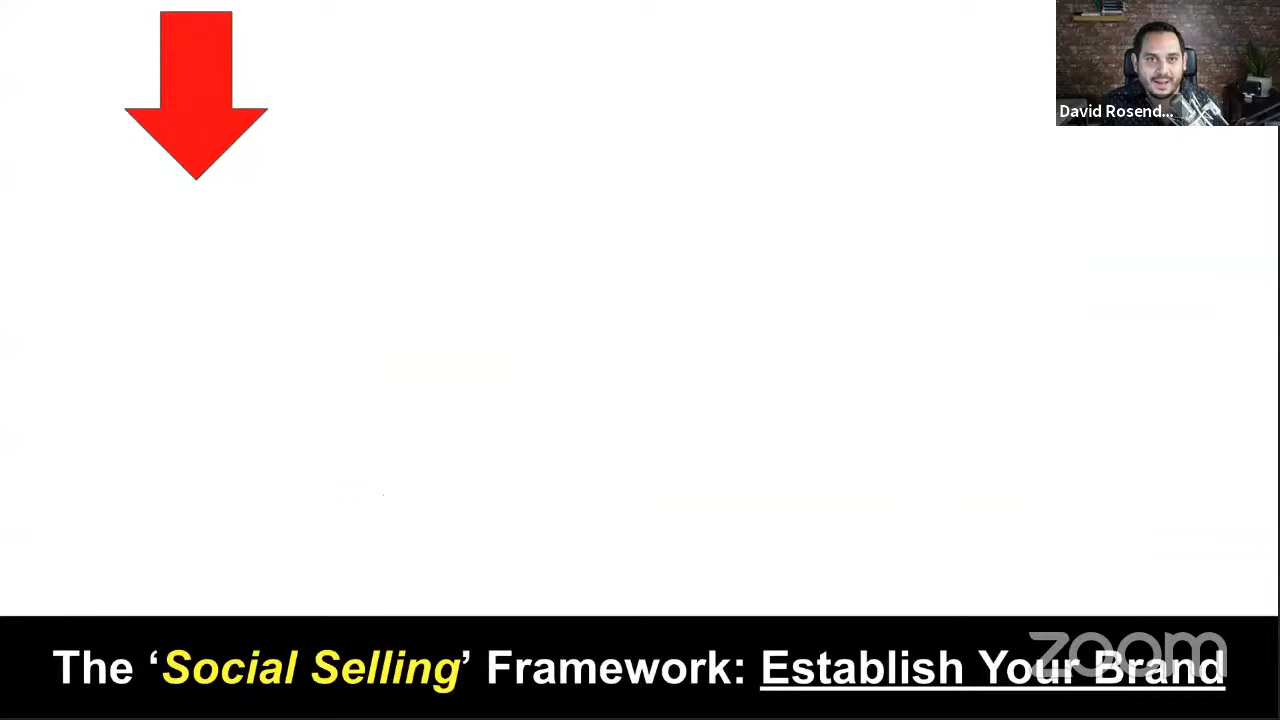 David Rosend...
The ‘Social Selling’ Framework: Establish Your Brand
zoom